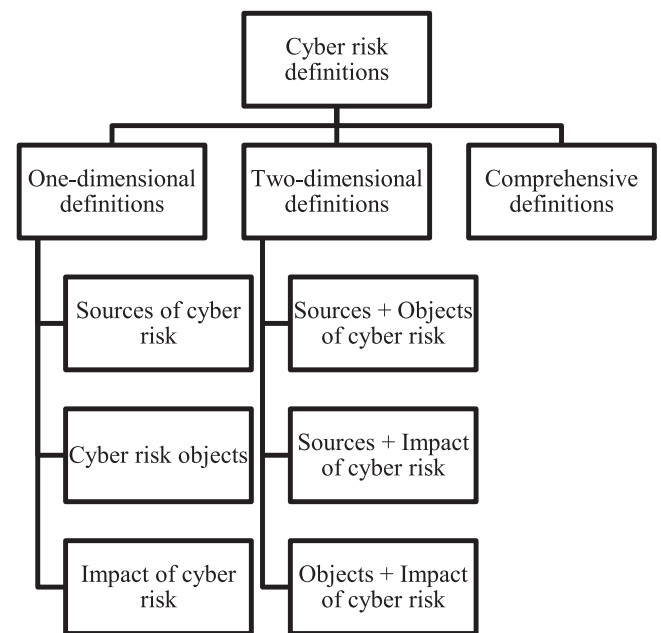 Cyber risk
definitions
One-dimensional
definitions
Two-dimensional
definitions
Comprehensive
definitions
Sources of cyber
risk
Cyber risk objects
Impact of cyber
risk
Sources + Objects
of cyber risk
Sources + Impact
of cyber risk
Objects + Impact
of cyber risk